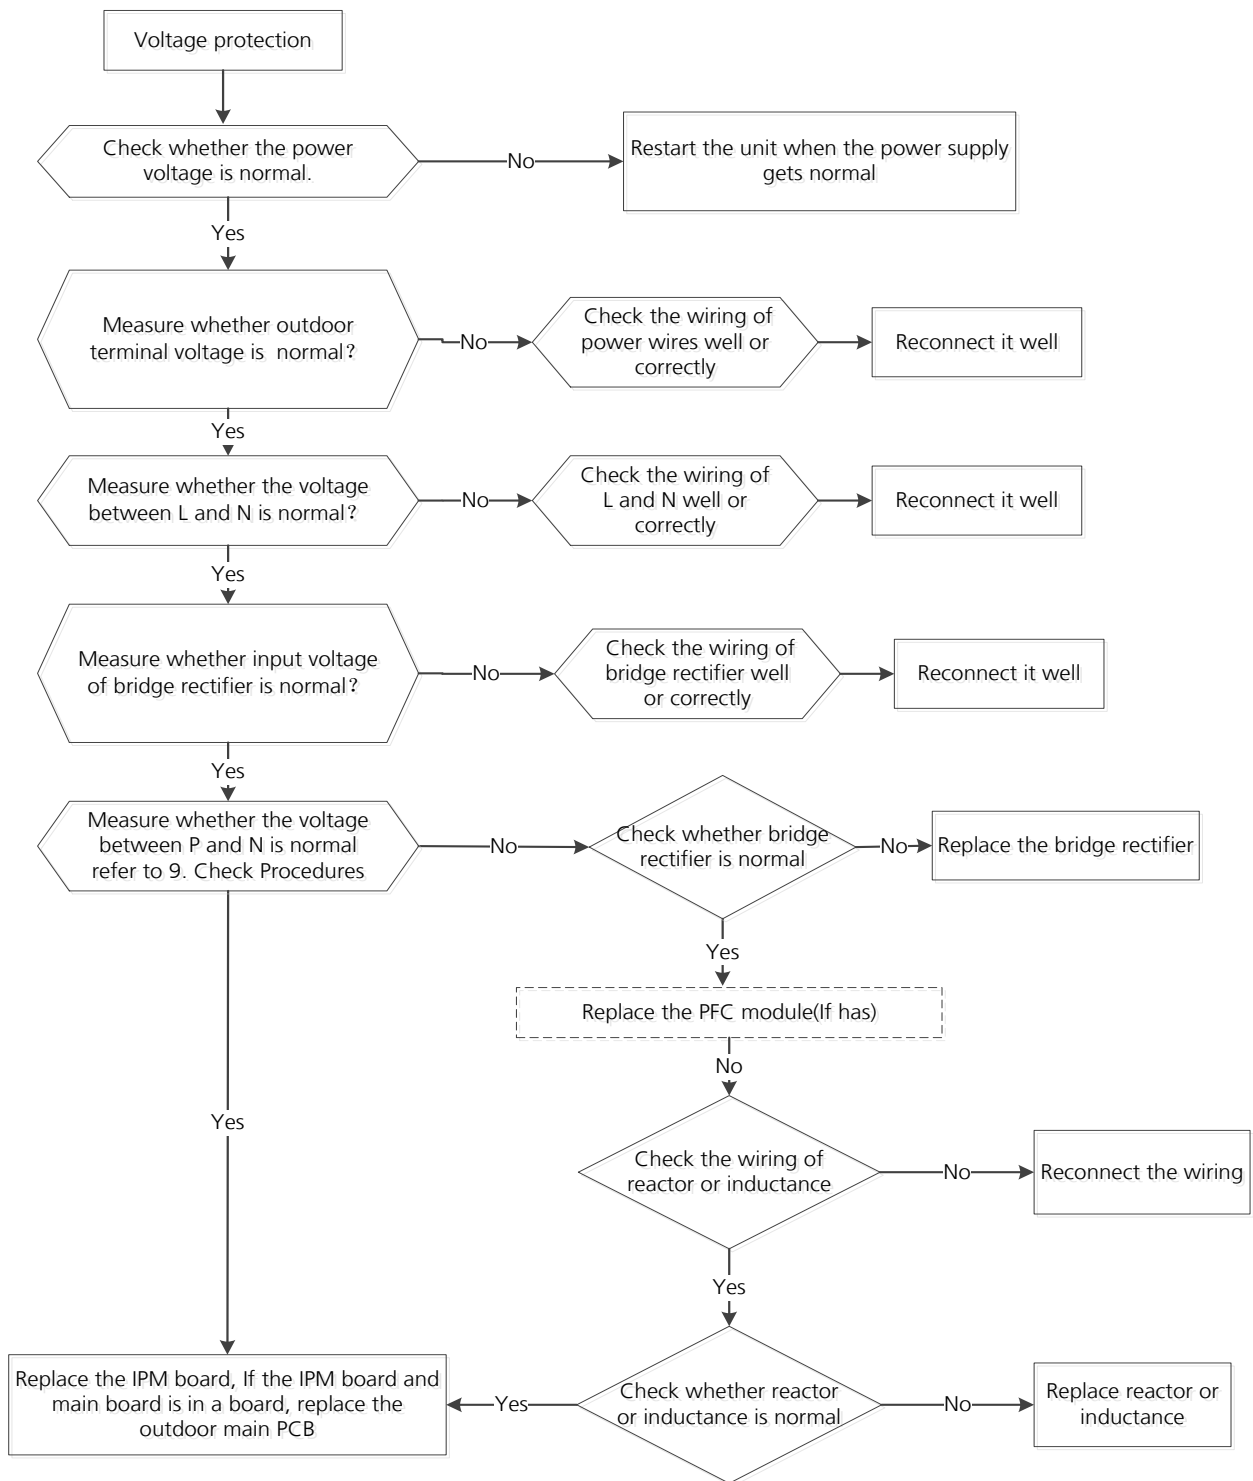 Voltage protection
Check whether the power
voltage is normal.
No
Restart the unit when the power supply
gets normal
Yes
Measure whether outdoor
terminal voltage is normal?
No
Check the wiring of
power wires well or
correctly
Reconnect it well
Yes
Measure whether the voltage
between L and N is normal?
No
Check the wiring of
L and N well or
correctly
Reconnect it well
Yes
Measure whether input voltage
of bridge rectifier is normal?
No
Check the wiring of
bridge rectifier well
or correctly
Reconnect it well
Yes
Measure whether the voltage
between P and N is normal
refer to 9. Check Procedures
No
Check whether bridge
rectifier is normal
No
Replace the bridge rectifier
Yes
Replace the PFC module(If has)
No
Yes
Check the wiring of
reactor or inductance
No
Reconnect the wiring
Yes
Replace the IPM board, If the IPM board and
main board is in a board, replace the
outdoor main PCB
Yes
Check whether reactor
or inductance is normal
No
Replace reactor or
inductance